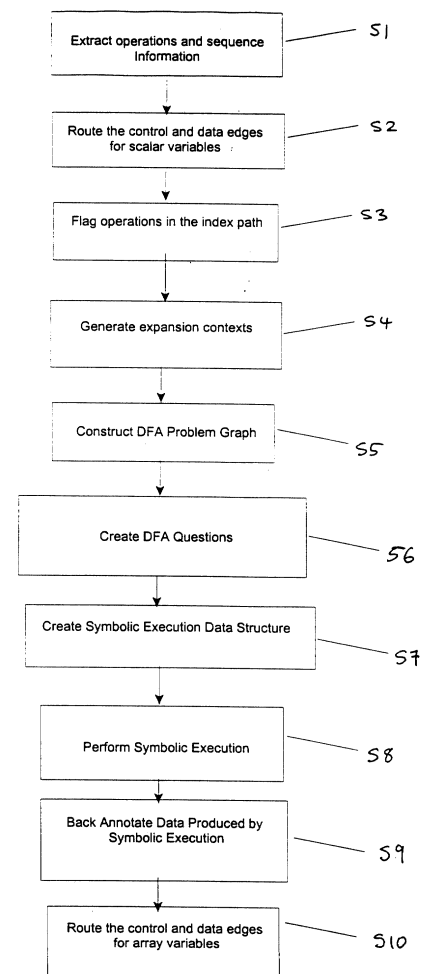 Extract operations and sequence
Information
S1
Route the control and data edges
for scalar variables
S2
Flag operations in the index path
S3
Generate expansion contexts
S4
Construct DFA Problem Graph
S5
Create DFA Questions
S6
Create Symbolic Execution Data Structure
S7
Perform Symbolic Execution
S8
Back Annotate Data Produced by
Symbolic Execution
S9
Route the control and data edges
for array variables
S10